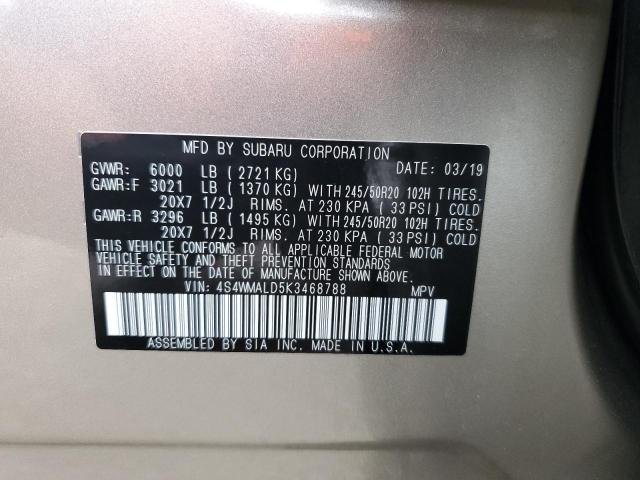 MFD BY SUBARU CORPORATION
GVWR: 6000 LB ( 2721 KG) DATE: 03/19
GAWR:F 3021 LB ( 1370 KG) WITH 245/50R20 102H TIRES.
20X7 1/2J RIMS. AT 230 KPA ( 33 PSI) COLD
GAWR:R 3296 LB ( 1495 KG) WITH 245/50R20 102H TIRES.
20X7 1/2J RIMS. AT 230 KPA ( 33 PSI) COLD
THIS VEHICLE CONFORMS TO ALL APPLICABLE FEDERAL MOTOR
VEHICLE SAFETY AND THEFT PREVENTION STANDARDS
IN EFFECT ON THE DATE OF MANUFACTURE SHOWN ABOVE.
VIN: 4S4WMALD5K3468788 MPV
ASSEMBLED BY SIA INC. MADE IN U.S.A.